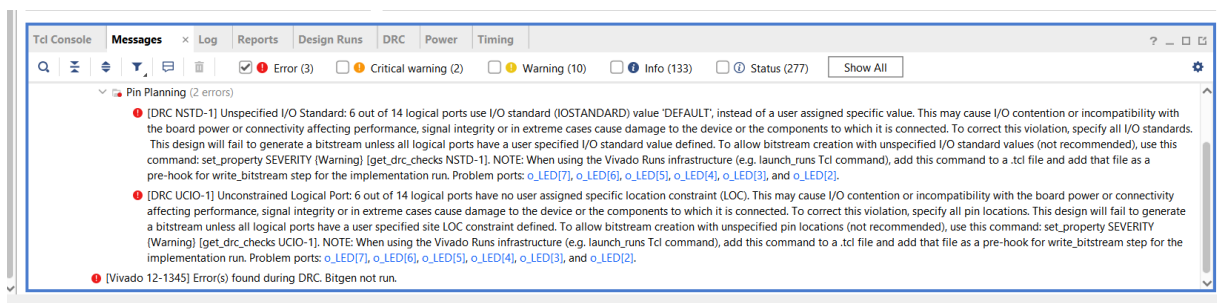 Tcl Console Messages × Log Reports Design Runs DRC Power Timing ? _ □
Error (3) Critical warning (2) Warning (10) Info (133) Status (277) Show All
Pin Planning (2 errors)
[DRC NSTD-1] Unspecified I/O Standard: 6 out of 14 logical ports use I/O standard (IOSTANDARD) value 'DEFAULT', instead of a user assigned specific value. This may cause I/O contention or incompatibility with
the board power or connectivity affecting performance, signal integrity or in extreme cases cause damage to the device or the components to which it is connected. To correct this violation, specify all I/O standards.
This design will fail to generate a bitstream unless all logical ports have a user specified I/O standard value defined. To allow bitstream creation with unspecified I/O standard values (not recommended), use this
command: set_property SEVERITY {Warning} [get_drc_checks NSTD-1]. NOTE: When using the Vivado Runs infrastructure (e.g. launch_runs Tcl command), add this command to a .tcl file and add that file as a
pre-hook for write_bitstream step for the implementation run. Problem ports: o_LED[7], o_LED[6], o_LED[5], o_LED[4], o_LED[3], and o_LED[2].
[DRC UCIO-1] Unconstrained Logical Port: 6 out of 14 logical ports have no user assigned specific location constraint (LOC). This may cause I/O contention or incompatibility with the board power or connectivity
affecting performance, signal integrity or in extreme cases cause damage to the device or the components to which it is connected. To correct this violation, specify all pin locations. This design will fail to generate
a bitstream unless all logical ports have a user specified site LOC constraint defined. To allow bitstream creation with unspecified pin locations (not recommended), use this command: set_property SEVERITY
{Warning} [get_drc_checks UCIO-1]. NOTE: When using the Vivado Runs infrastructure (e.g. launch_runs Tcl command), add this command to a .tcl file and add that file as a pre-hook for write_bitstream step for the
implementation run. Problem ports: o_LED[7], o_LED[6], o_LED[5], o_LED[4], o_LED[3], and o_LED[2].
[Vivado 12-1345] Error(s) found during DRC. Bitgen not run.